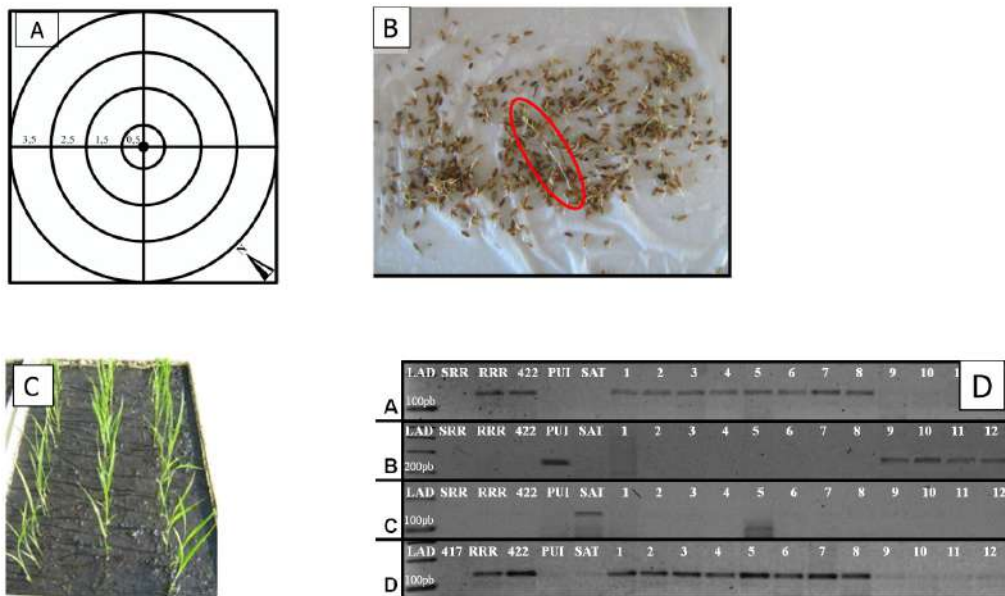 A
3,5 2,5 1,5 0,5
B
C
D
LAD SRR RRR 422 PUI SAT 1 2 3 4 5 6 7 8 9 10 1
100pb
A
LAD SRR RRR 422 PUI SAT 1 2 3 4 5 6 7 8 9 10 11 12
200pb
B
LAD SRR RRR 422 PUI SAT 1 2 3 4 5 6 7 8 9 10 11 12
100pb
C
LAD 417 RRR 422 PUI SAT 1 2 3 4 5 6 7 8 9 10 11 12
100pb
D